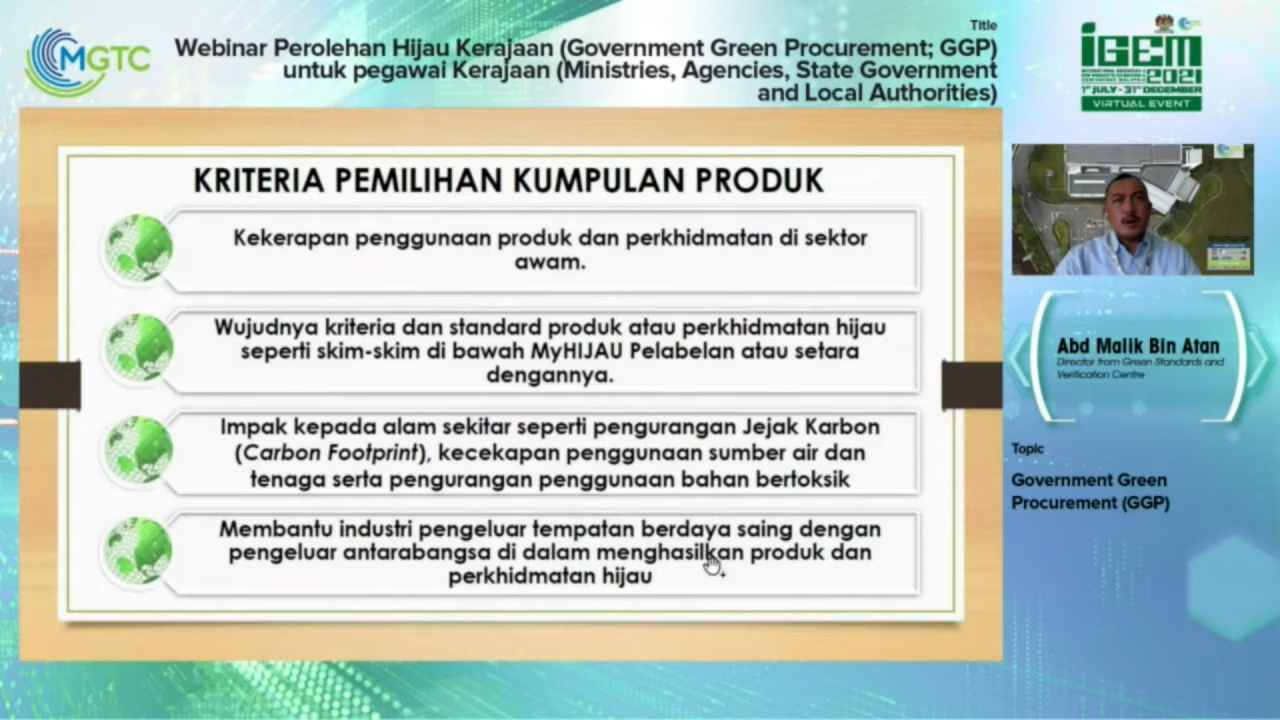 MGTC
Title
Webinar Perolehan Hijau Kerajaan (Government Green Procurement; GGP)
untuk pegawai Kerajaan (Ministries, Agencies, State Government
and Local Authorities)
iGEM
2021
1ST JULY - 31ST DECEMBER
VIRTUAL EVENT
KRITERIA PEMILIHAN KUMPULAN PRODUK
Kekerapan penggunaan produk dan perkhidmatan di sektor
awam.
Wujudnya kriteria dan standard produk atau perkhidmatan hijau
seperti skim-skim di bawah MyHIJAU Pelabelan atau setara
dengannya.
Impak kepada alam sekitar seperti pengurangan Jejak Karbon
(Carbon Footprint), kecekapan penggunaan sumber air dan
tenaga serta pengurangan penggunaan bahan bertoksik
Membantu industri pengeluar tempatan berdaya saing dengan
pengeluar antarabangsa di dalam menghasilkan produk dan
perkhidmatan hijau
Abd Malik Bin Atan
Director from Green Standards and
Verification Centre
Topic
Government Green
Procurement (GGP)